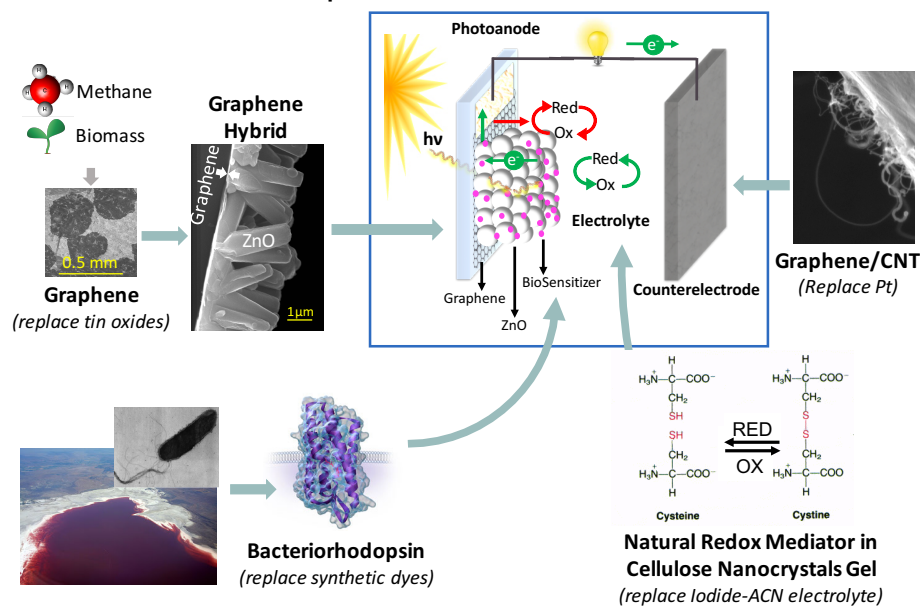 Photoanode
e⁻
Methane
Biomass
H
H
C
H
H
Graphene
Hybrid
hν
Red
Ox
e⁻
Red
Ox
Graphene
ZnO
0.5 mm
1µm
Electrolyte
Graphene
(replace tin oxides)
Graphene
BioSensitizer
ZnO
Counterelectrode
Graphene/CNT
(Replace Pt)
H
H₃N⁺—C—COO⁻
CH₂
SH
SH
CH₂
H₃N⁺—C—COO⁻
H
Cysteine
RED
OX
H
H₃N⁺—C—COO⁻
CH₂
S
S
CH₂
H₃N⁺—C—COO
H
Cystine
Bacteriorhodopsin
(replace synthetic dyes)
Natural Redox Mediator in
Cellulose Nanocrystals Gel
(replace Iodide-ACN electrolyte)